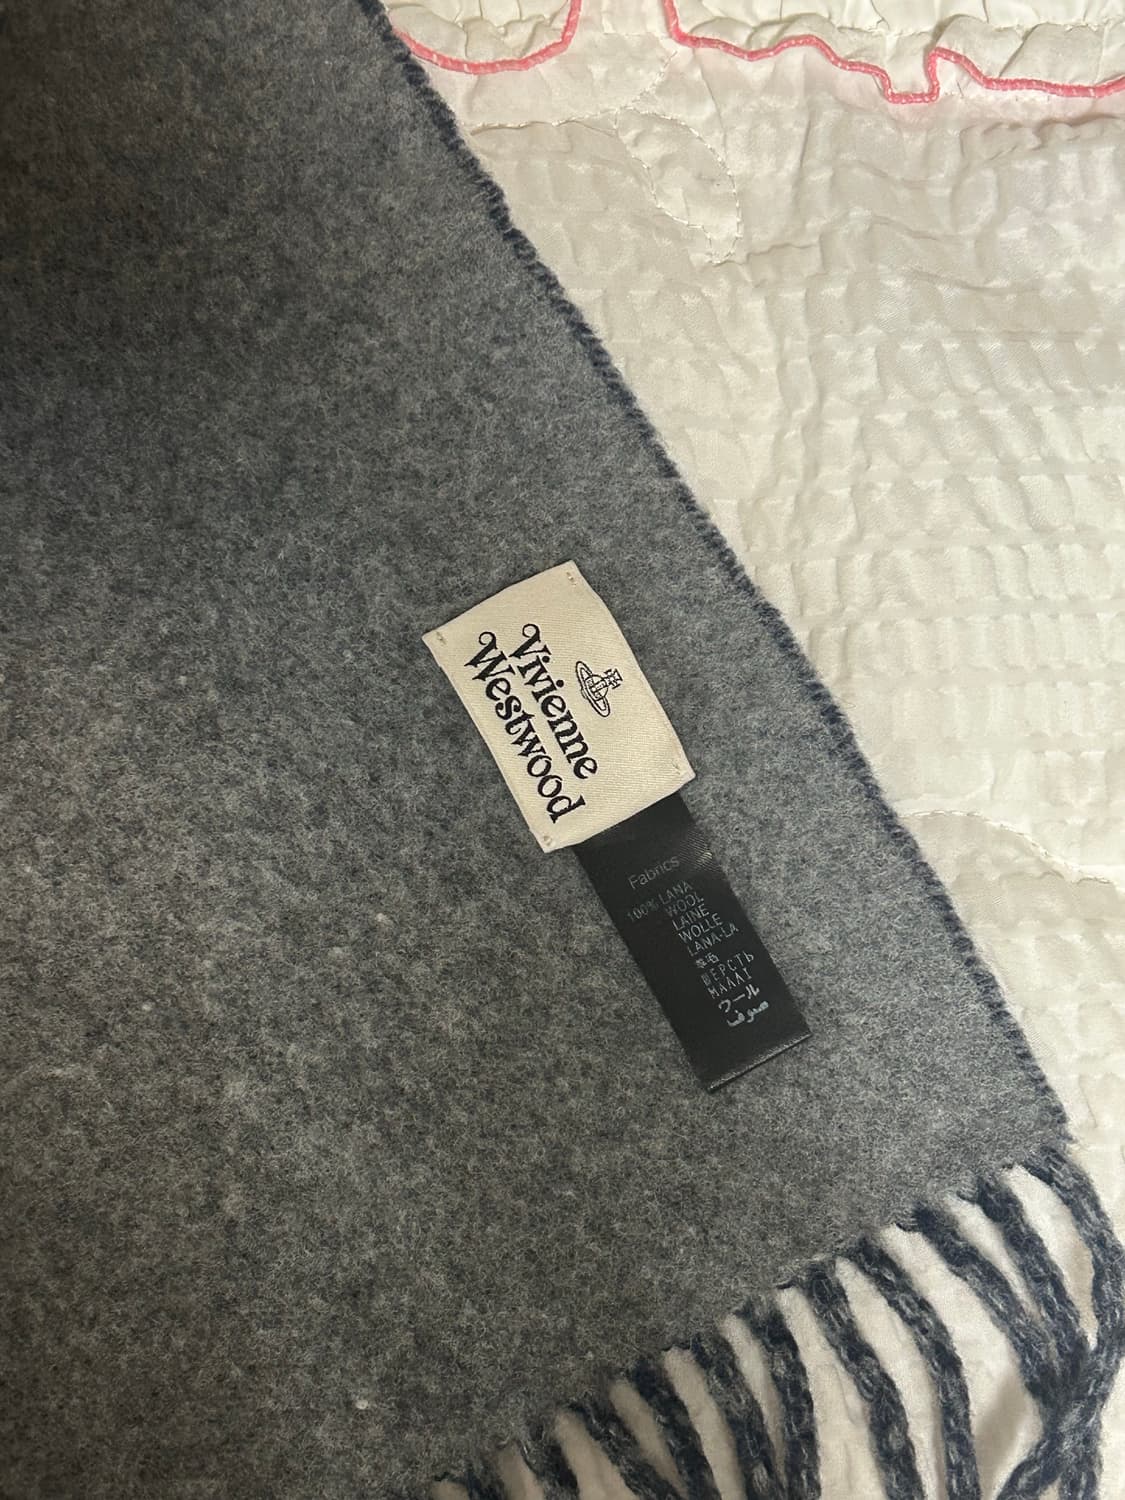 Vivienne
Westwood
Fabrics
100% LANA
WOOL
LAINE
WOLLE
LANA-LA
羊毛
ШЕРСТЬ
ΜΑΛΛΙ
ウール
صوف